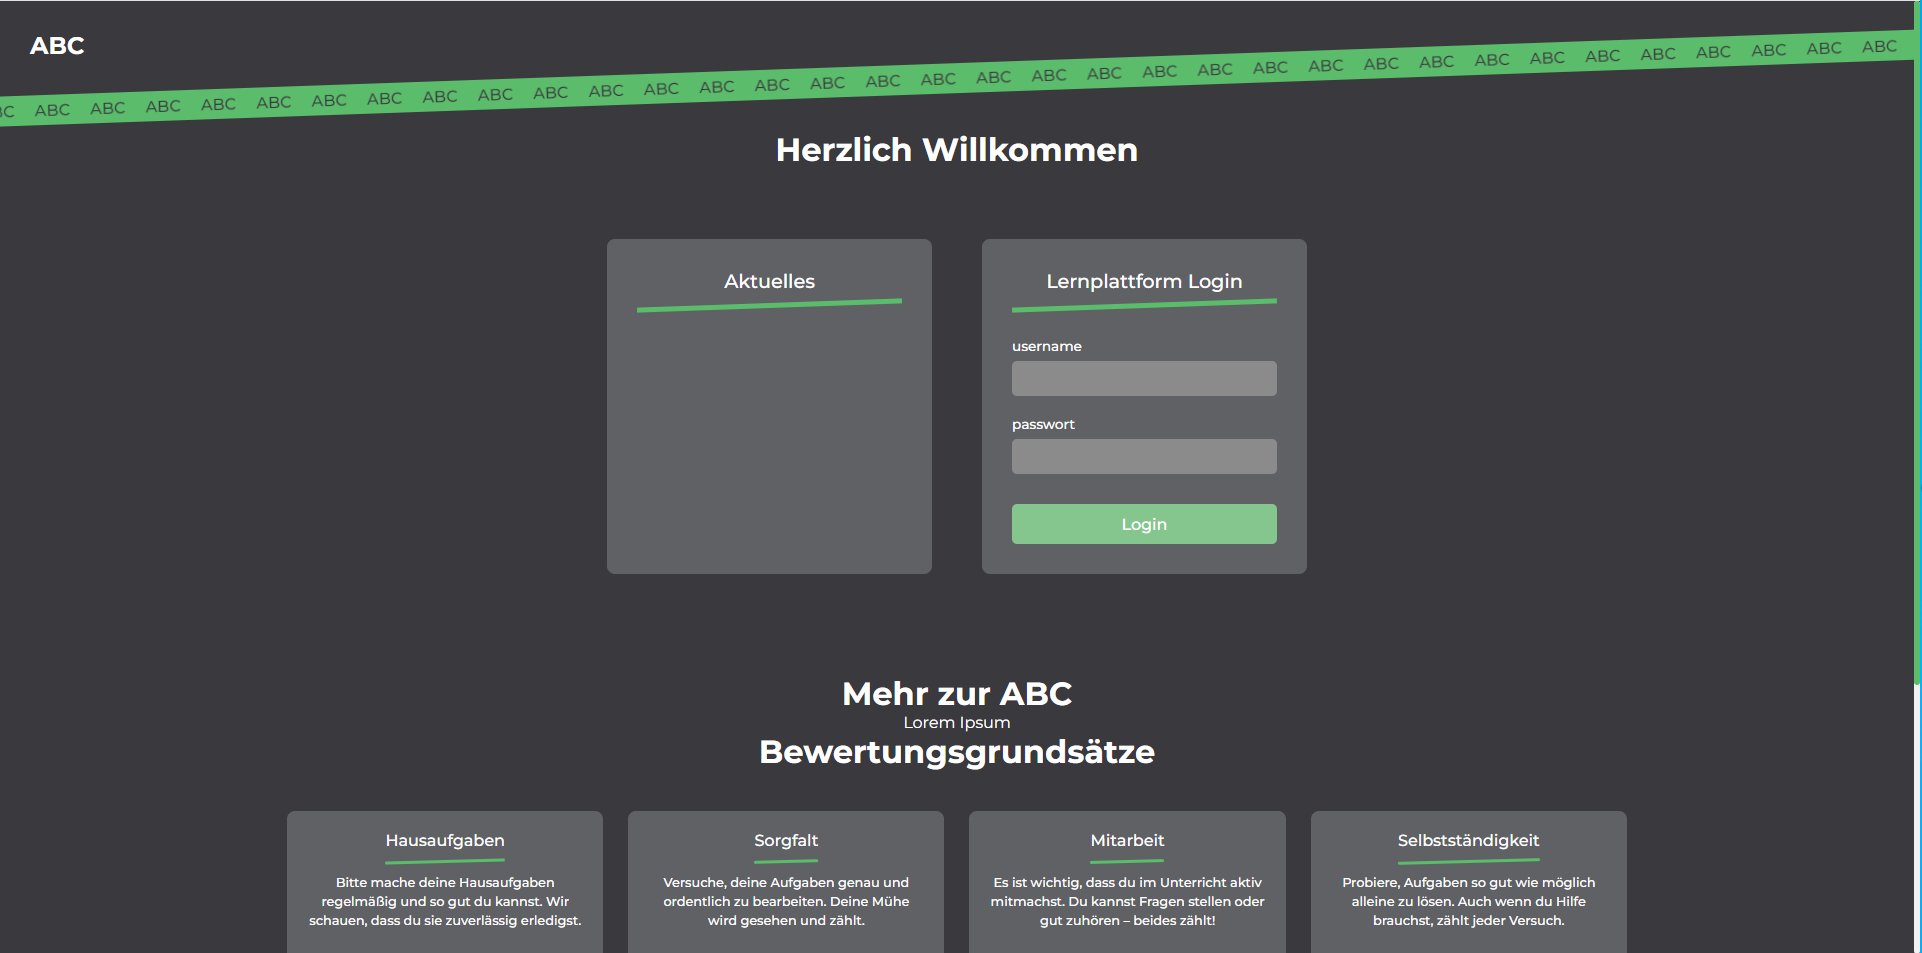 ABC
BC ABC ABC ABC ABC ABC ABC ABC ABC ABC ABC ABC ABC ABC ABC ABC ABC ABC ABC ABC ABC ABC ABC ABC ABC ABC ABC ABC ABC ABC ABC ABC ABC ABC ABC
Herzlich Willkommen
Aktuelles
Lernplattform Login
username
passwort
Login
Mehr zur ABC
Lorem Ipsum
Bewertungsgrundsätze
Hausaufgaben
Bitte mache deine Hausaufgaben
regelmäßig und so gut du kannst. Wir
schauen, dass du sie zuverlässig erledigst.
Sorgfalt
Versuche, deine Aufgaben genau und
ordentlich zu bearbeiten. Deine Mühe
wird gesehen und zählt.
Mitarbeit
Es ist wichtig, dass du im Unterricht aktiv
mitmachst. Du kannst Fragen stellen oder
gut zuhören – beides zählt!
Selbstständigkeit
Probiere, Aufgaben so gut wie möglich
alleine zu lösen. Auch wenn du Hilfe
brauchst, zählt jeder Versuch.